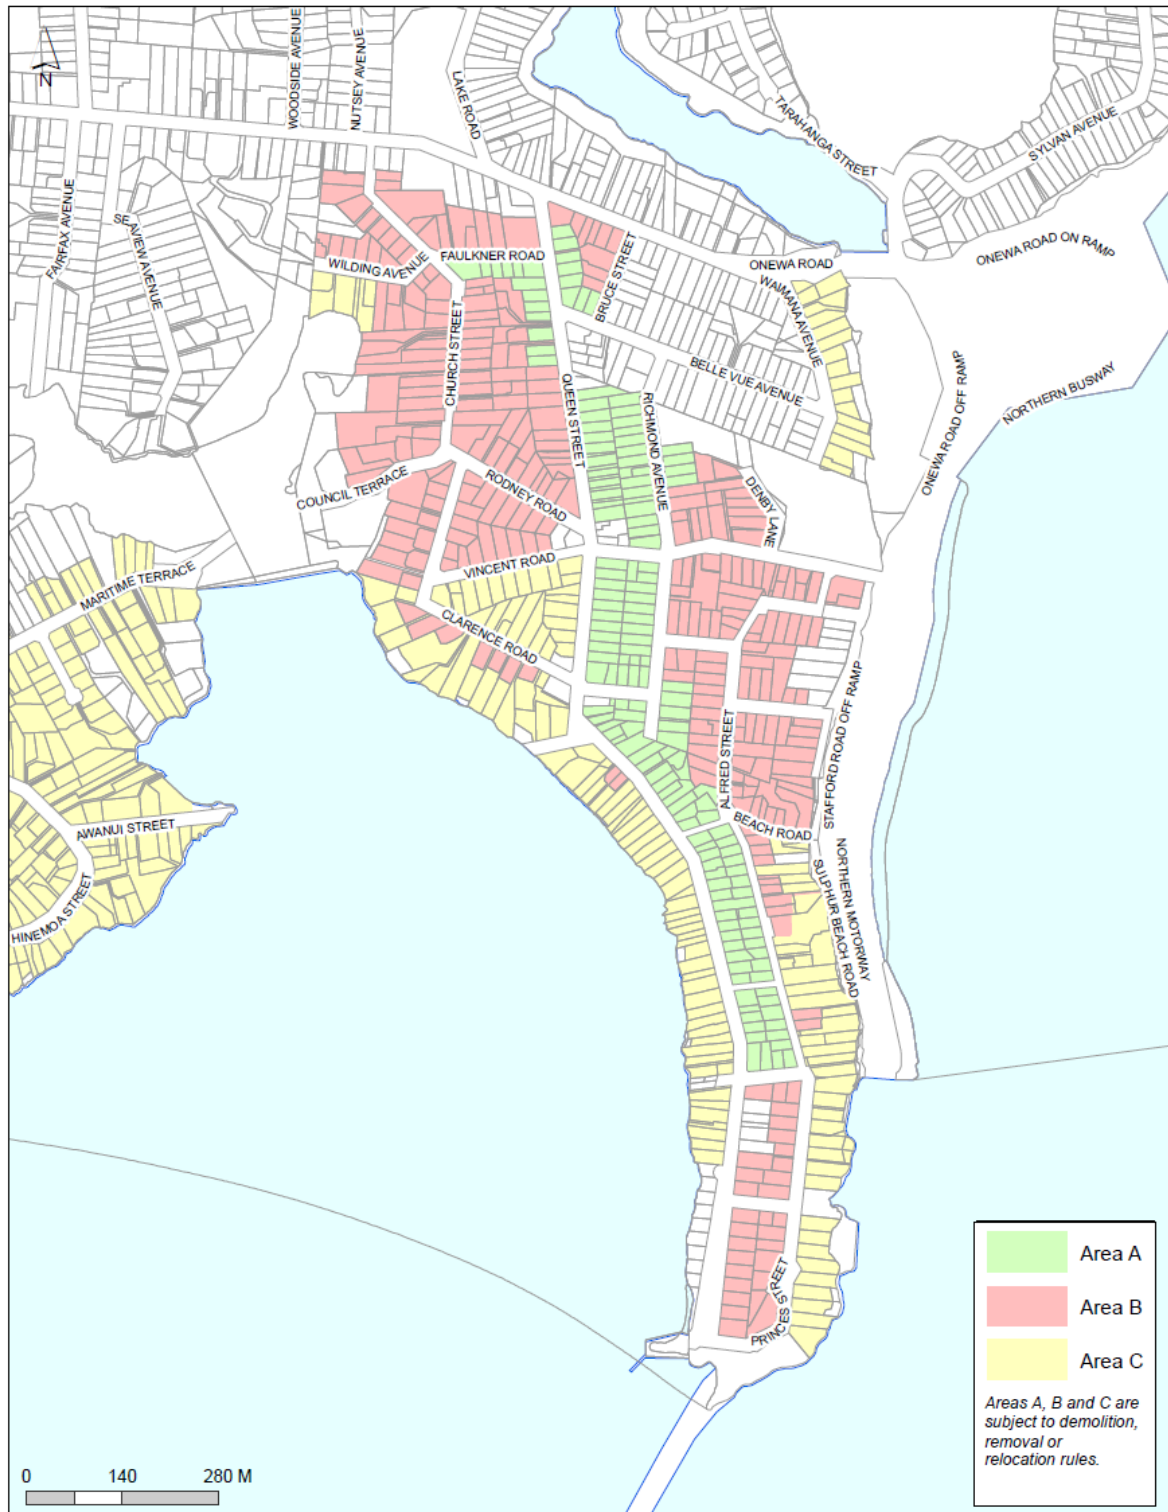 WOODSIDE AVENUE
NUTSEY AVENUE
LAKE ROAD
N
TARAHANGA STREET
SYLVAN AVENUE
FAIRFAX AVENUE
SEAVIEW AVENUE
WILDING AVENUE
FAULKNER ROAD
BRUCE STREET
ONEWA ROAD
ONEWA ROAD ON RAMP
WAIMANA AVENUE
CHURCH STREET
QUEEN STREET
BELLE VUE AVENUE
RICHMOND AVENUE
ONEWA ROAD OFF RAMP
NORTHERN BUSWAY
COUNCIL TERRACE
RODNEY ROAD
DENBY LANE
VINCENT ROAD
MARITIME TERRACE
CLARENCE ROAD
STAFFORD ROAD OFF RAMP
ALFRED STREET
BEACH ROAD
AWANUI STREET
HINEMOA STREET
NORTHERN MOTORWAY
SULPHUR BEACH ROAD
PRINCES STREET
Area A
Area B
Area C
Areas A, B and C are
subject to demolition,
removal or
relocation rules.
0 140 280 M